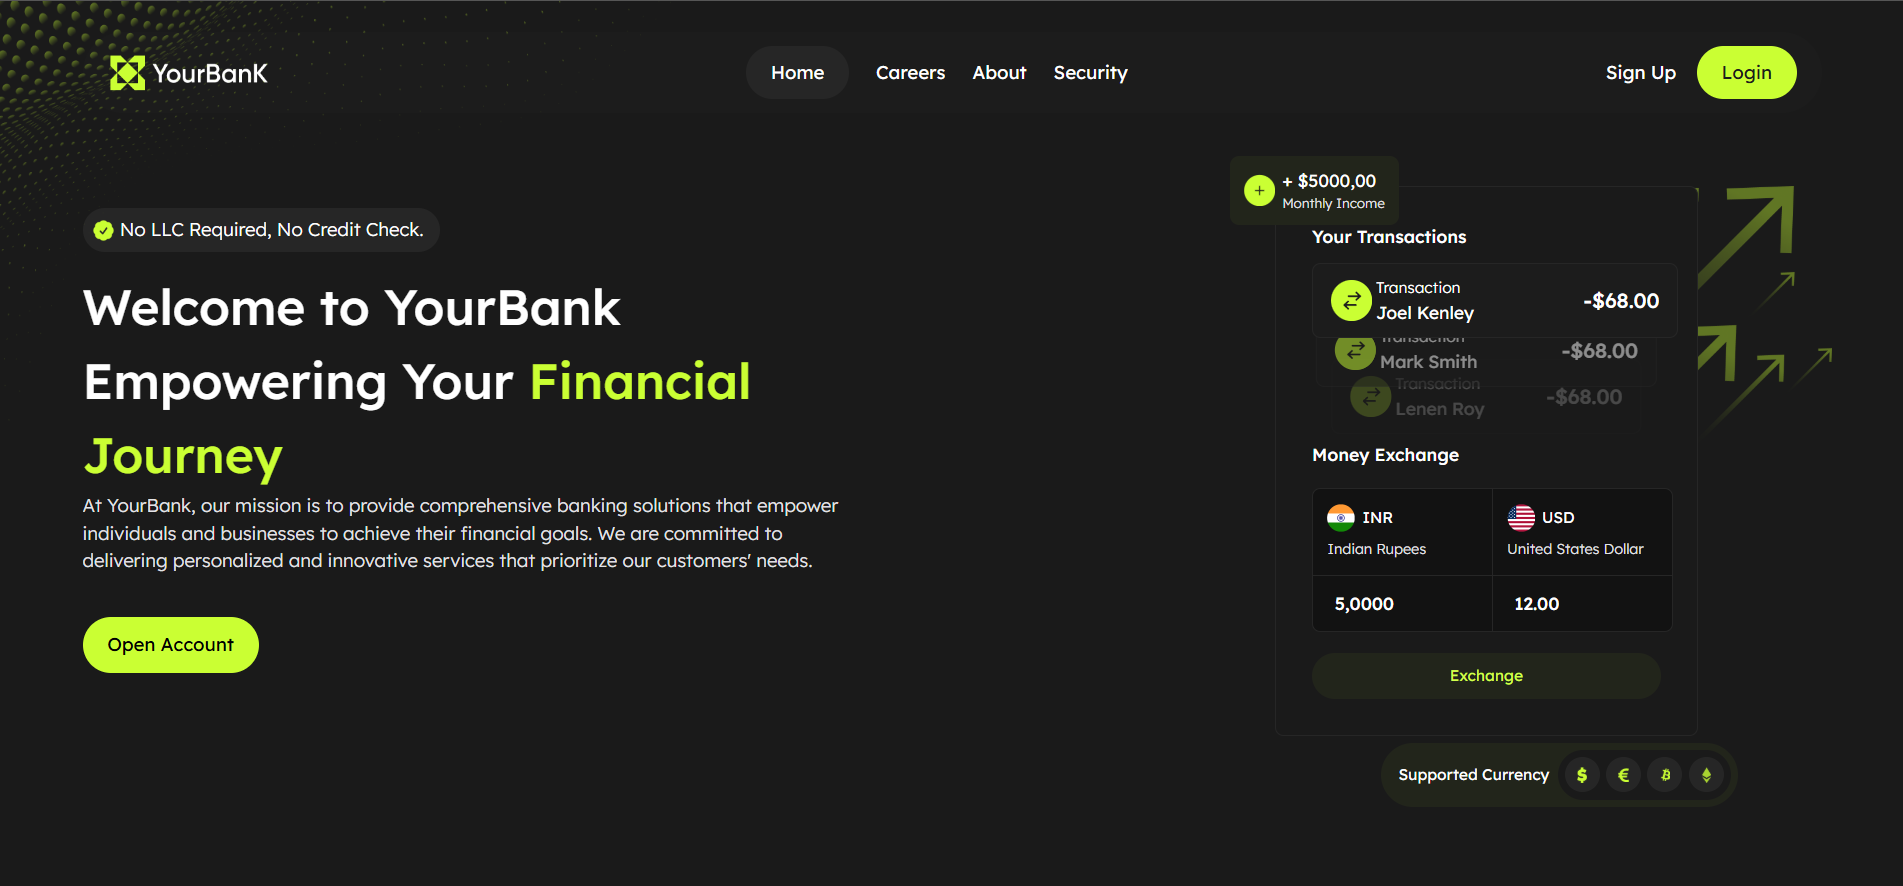 YourBanK
Home
Careers
About
Security
Sign Up
Login
No LLC Required, No Credit Check.
Welcome to YourBank
Empowering Your Financial
Journey
At YourBank, our mission is to provide comprehensive banking solutions that empower
individuals and businesses to achieve their financial goals. We are committed to
delivering personalized and innovative services that prioritize our customers' needs.
Open Account
+ $5000,00
Monthly Income
Your Transactions
Transaction
Joel Kenley
-$68.00
Transaction
Mark Smith
-$68.00
Transaction
Lenen Roy
-$68.00
Money Exchange
INR
Indian Rupees
USD
United States Dollar
5,0000
12.00
Exchange
Supported Currency